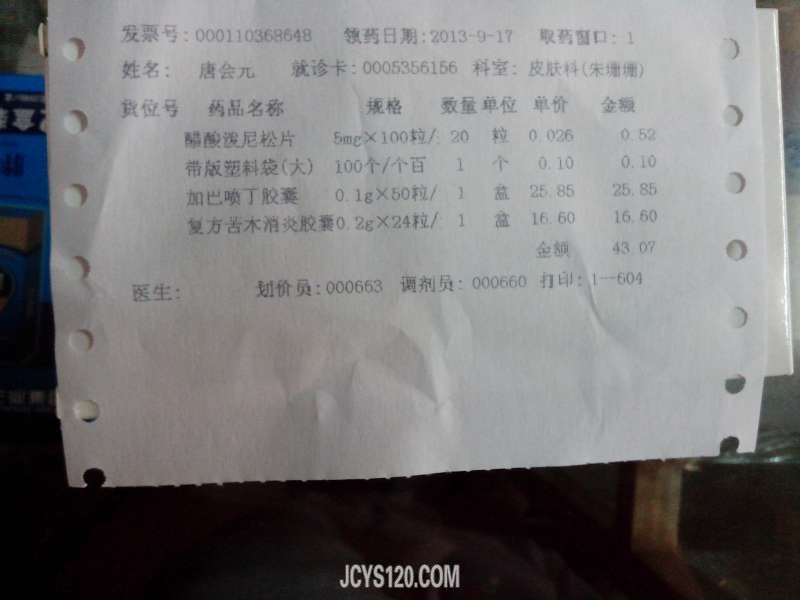 发票号:000110368648 领药日期:2013-9-17 取药窗口:1
姓名: 唐会元 就诊卡:0005356156 科室: 皮肤科(朱珊珊)
货位号 药品名称 规格 数量 单位 单价 金额
醋酸泼尼松片 5mg×100粒/ 20 粒 0.026 0.52
带版塑料袋(大) 100个/个百 1 个 0.10 0.10
加巴喷丁胶囊 0.1g×50粒/ 1 盒 25.85 25.85
复方苦木消炎胶囊0.2g×24粒/ 1 盒 16.60 16.60
金额 43.07
医生: 划价员:000663 调剂员: 000660 打印:1--604
JCYS120.COM